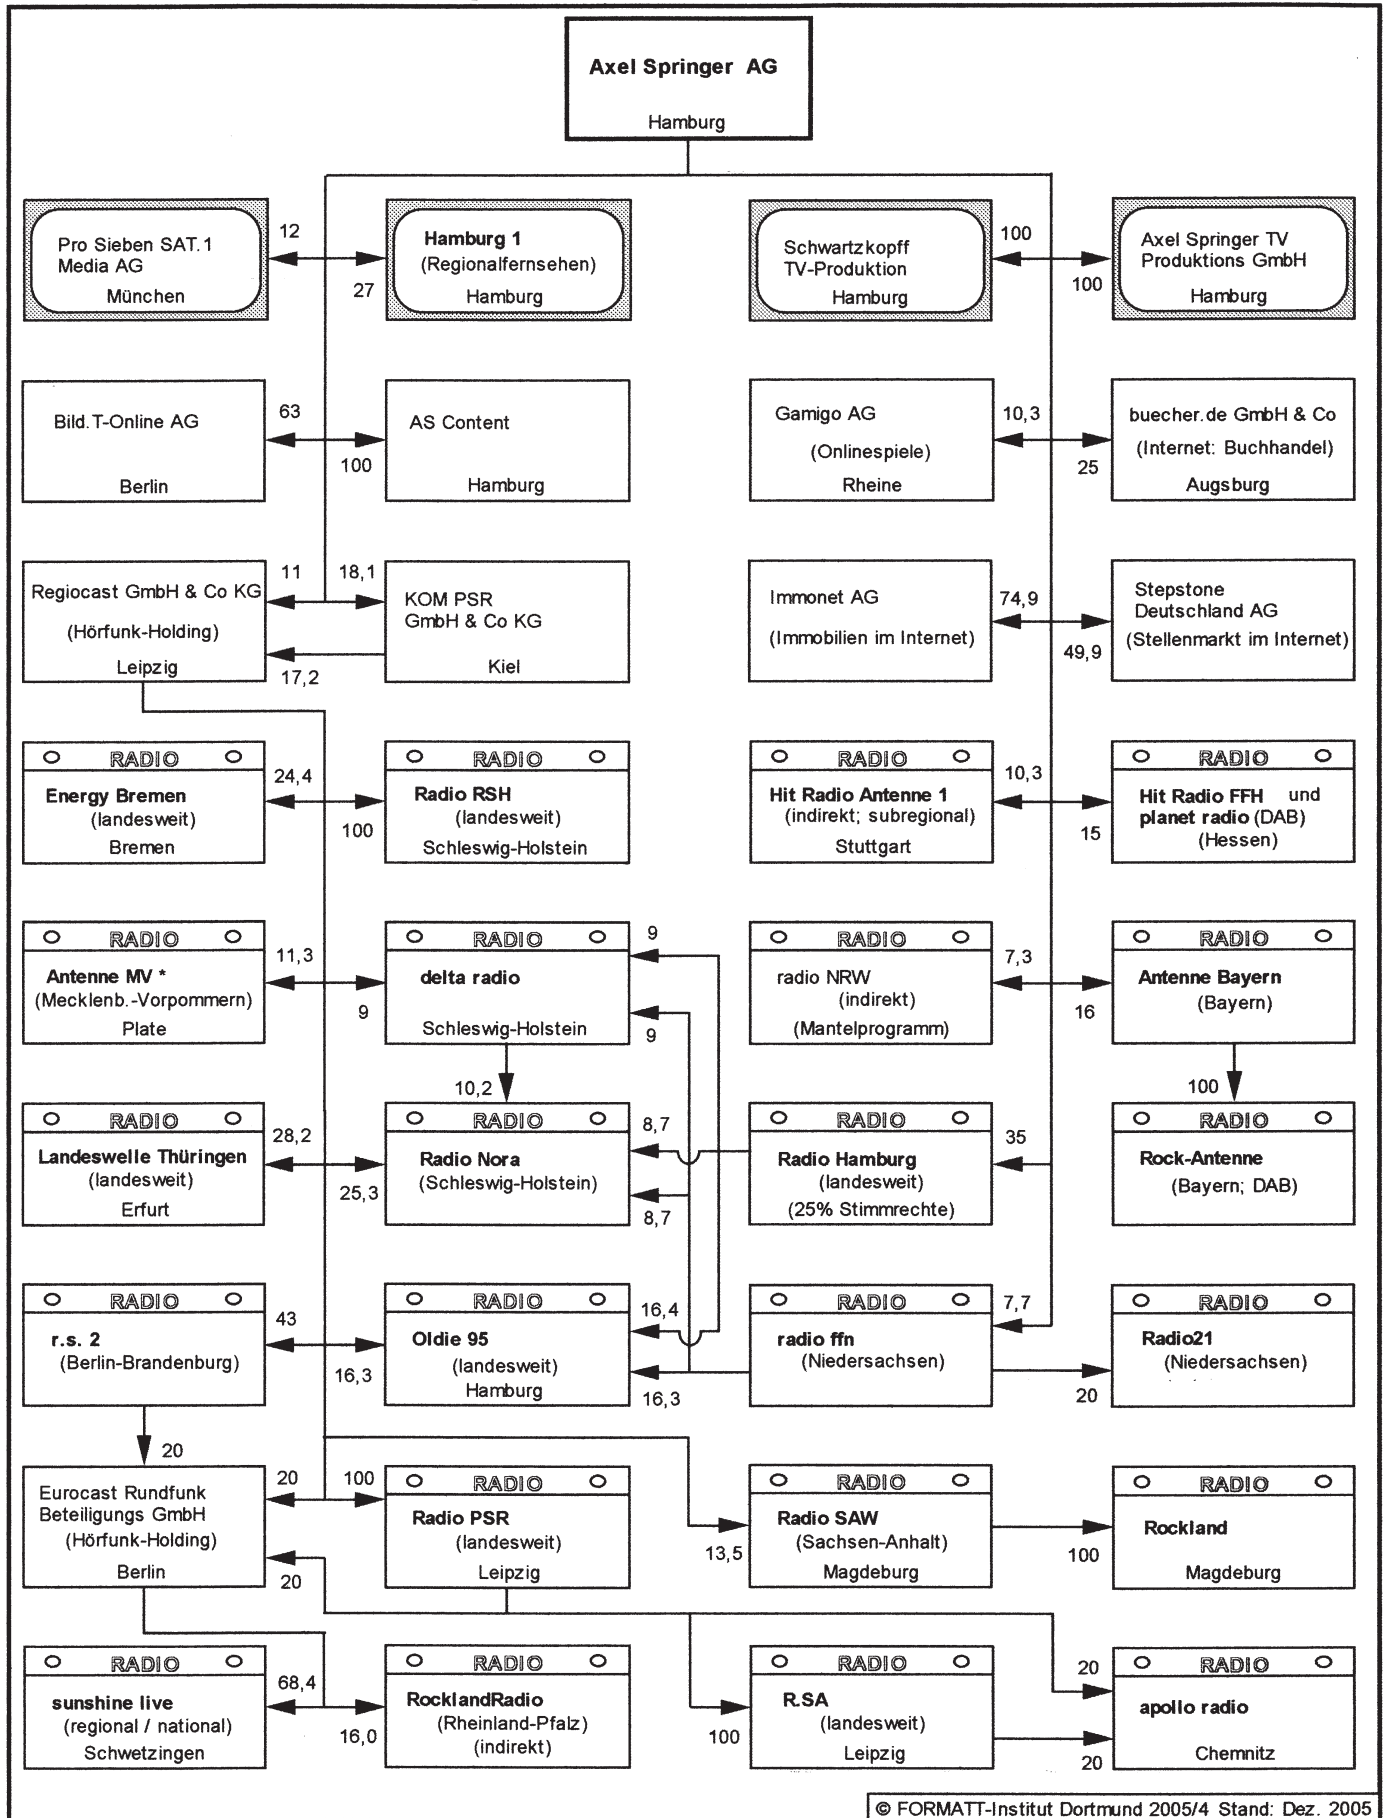 Axel Springer AG
Hamburg
Pro Sieben SAT.1
Media AG
München
12
27
Hamburg 1
(Regionalfernsehen)
Hamburg
Schwartzkopff
TV-Produktion
Hamburg
100
100
Axel Springer TV
Produktions GmbH
Hamburg
Bild.T-Online AG
Berlin
63
100
AS Content
Hamburg
Gamigo AG
(Onlinespiele)
Rheine
10,3
25
buecher.de GmbH & Co
(Internet: Buchhandel)
Augsburg
Regiocast GmbH & Co KG
(Hörfunk-Holding)
Leipzig
11
18,1
17,2
KOM PSR
GmbH & Co KG
Kiel
Immonet AG
(Immobilien im Internet)
74,9
49,9
Stepstone
Deutschland AG
(Stellenmarkt im Internet)
RADIO
Energy Bremen
(landesweit)
Bremen
24,4
100
RADIO
Radio RSH
(landesweit)
Schleswig-Holstein
RADIO
Hit Radio Antenne 1
(indirekt; subregional)
Stuttgart
10,3
15
RADIO
Hit Radio FFH und
planet radio (DAB)
(Hessen)
RADIO
Antenne MV *
(Mecklenb.-Vorpommern)
Plate
11,3
9
RADIO
delta radio
Schleswig-Holstein
9
9
RADIO
radio NRW
(indirekt)
(Mantelprogramm)
7,3
16
RADIO
Antenne Bayern
(Bayern)
10,2
100
RADIO
Landeswelle Thüringen
(landesweit)
Erfurt
28,2
25,3
RADIO
Radio Nora
(Schleswig-Holstein)
8,7
8,7
RADIO
Radio Hamburg
(landesweit)
(25% Stimmrechte)
35
RADIO
Rock-Antenne
(Bayern; DAB)
RADIO
r.s. 2
(Berlin-Brandenburg)
43
16,3
RADIO
Oldie 95
(landesweit)
Hamburg
16,4
16,3
RADIO
radio ffn
(Niedersachsen)
7,7
20
RADIO
Radio21
(Niedersachsen)
20
Eurocast Rundfunk
Beteiligungs GmbH
(Hörfunk-Holding)
Berlin
20
100
20
RADIO
Radio PSR
(landesweit)
Leipzig
13,5
RADIO
Radio SAW
(Sachsen-Anhalt)
Magdeburg
100
RADIO
Rockland
Magdeburg
RADIO
sunshine live
(regional / national)
Schwetzingen
68,4
16,0
RADIO
RocklandRadio
(Rheinland-Pfalz)
(indirekt)
100
RADIO
R.SA
(landesweit)
Leipzig
20
20
RADIO
apollo radio
Chemnitz
© FORMATT-Institut Dortmund 2005/4 Stand: Dez. 2005